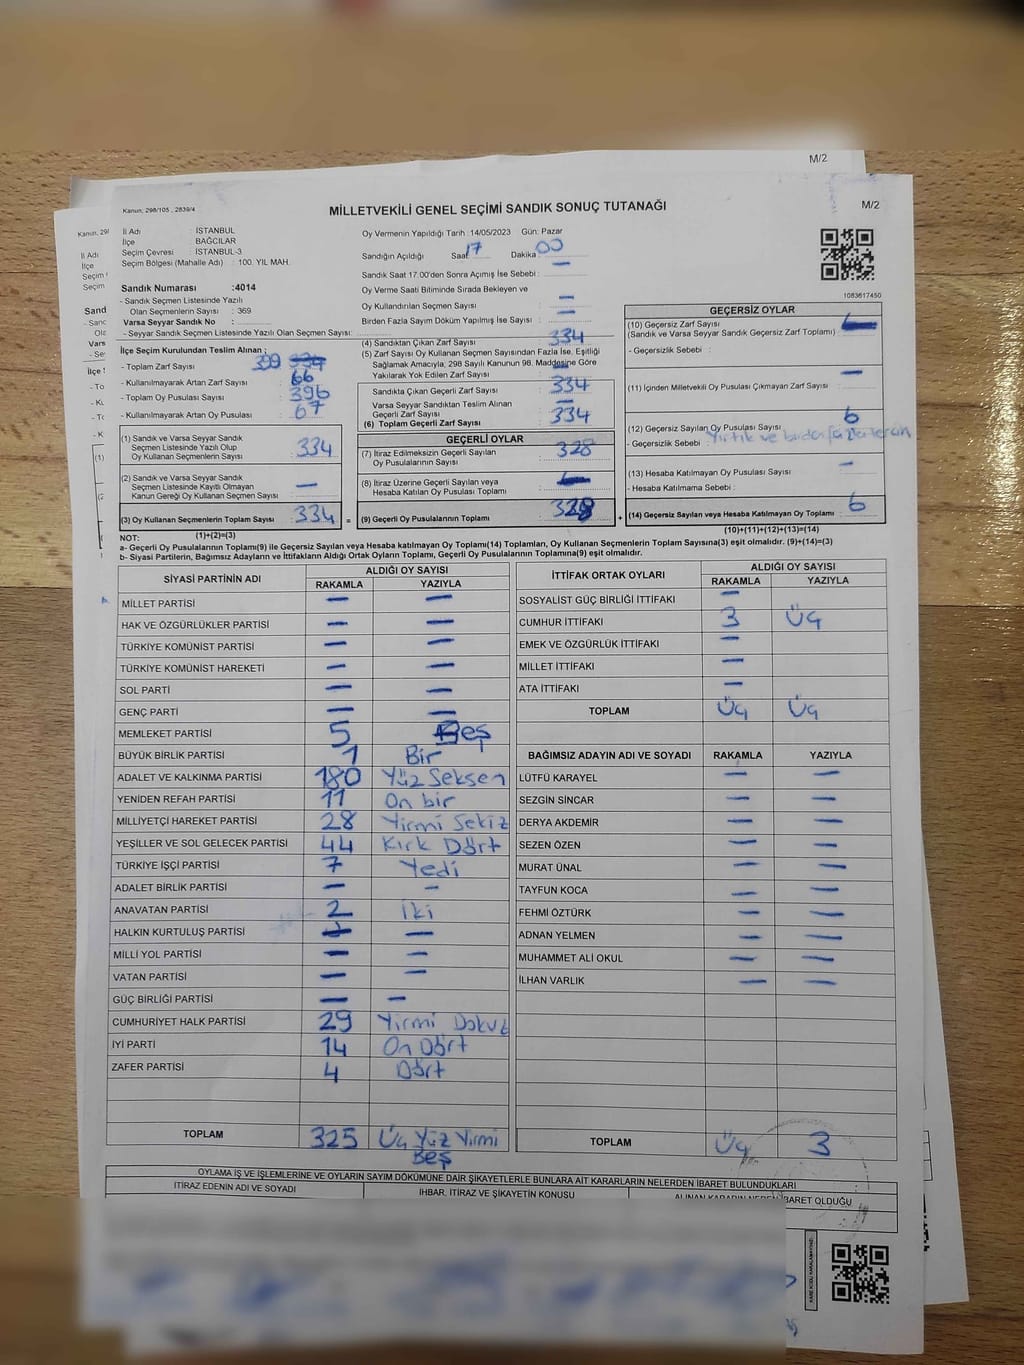 M/2
Kanun; 298/105 , 2839/4
MİLLETVEKİLİ GENEL SEÇİMİ SANDIK SONUÇ TUTANAĞI
M/2
İl Adı : İSTANBUL
İlçe : BAĞCILAR
Seçim Çevresi : İSTANBUL-3
Seçim Bölgesi (Mahalle Adı) : 100. YIL MAH.
Sandık Numarası :4014
- Sandık Seçmen Listesinde Yazılı
Olan Seçmenlerin Sayısı : 369
Varsa Seyyar Sandık No :
- Seyyar Sandık Seçmen Listesinde Yazılı Olan Seçmen Sayısı:
Oy Vermenin Yapıldığı Tarih :14/05/2023 Gün: Pazar
Sandığın Açıldığı Saat 17 Dakika 00
Sandık Saat 17.00'den Sonra Açılmış İse Sebebi : —
Oy Verme Saati Bitiminde Sırada Bekleyen ve
Oy Kullandırılan Seçmen Sayısı : —
Birden Fazla Sayım Döküm Yapılmış İse Sayısı : —
1083617450
İlçe Seçim Kurulundan Teslim Alınan :
- Toplam Zarf Sayısı : 399
- Kullanılmayarak Artan Zarf Sayısı : 66
- Toplam Oy Pusulası Sayısı : 396
- Kullanılmayarak Artan Oy Pusulası : 67
(1) Sandık ve Varsa Seyyar Sandık
Seçmen Listesinde Yazılı Olup
Oy Kullanan Seçmenlerin Sayısı : 334
(2) Sandık ve Varsa Seyyar Sandık
Seçmen Listesinde Kayıtlı Olmayan
Kanun Gereği Oy Kullanan Seçmen Sayısı : —
(3) Oy Kullanan Seçmenlerin Toplam Sayısı : 334
(1)+(2)=(3)
(4) Sandıktan Çıkan Zarf Sayısı : 334
(5) Zarf Sayısı Oy Kullanan Seçmen Sayısından Fazla İse, Eşitliği
Sağlamak Amacıyla, 298 Sayılı Kanunun 98. Maddesine Göre
Yakılarak Yok Edilen Zarf Sayısı : —
Sandıkta Çıkan Geçerli Zarf Sayısı : 334
Varsa Seyyar Sandıktan Teslim Alınan
Geçerli Zarf Sayısı : —
(6) Toplam Geçerli Zarf Sayısı : 334
GEÇERLİ OYLAR
(7) İtiraz Edilmeksizin Geçerli Sayılan
Oy Pusulalarının Sayısı : 328
(8) İtiraz Üzerine Geçerli Sayılan veya
Hesaba Katılan Oy Pusulası Toplamı :
= (9) Geçerli Oy Pusulalarının Toplamı : 328
+
GEÇERSİZ OYLAR
(10) Geçersiz Zarf Sayısı
(Sandık ve Varsa Seyyar Sandık Geçersiz Zarf Toplamı) :
- Geçersizlik Sebebi :
(11) İçinden Milletvekili Oy Pusulası Çıkmayan Zarf Sayısı : —
(12) Geçersiz Sayılan Oy Pusulası Sayısı : 6
- Geçersizlik Sebebi : Yırtık ve birden
(13) Hesaba Katılmayan Oy Pusulası Sayısı : —
- Hesaba Katılmama Sebebi :
(14) Geçersiz Sayılan veya Hesaba Katılmayan Oy Toplamı : 6
(10)+(11)+(12)+(13)=(14)
NOT:
a- Geçerli Oy Pusulalarının Toplamı(9) ile Geçersiz Sayılan veya Hesaba katılmayan Oy Toplamı(14) Toplamları, Oy Kullanan Seçmenlerin Toplam Sayısına(3) eşit olmalıdır. (9)+(14)=(3)
b- Siyasi Partilerin, Bağımsız Adayların ve İttifakların Aldığı Ortak Oyların Toplamı, Geçerli Oy Pusulalarının Toplamına(9) eşit olmalıdır.
SİYASİ PARTİNİN ADI ALDIĞI OY SAYISI
RAKAMLA YAZIYLA
MİLLET PARTİSİ — —
HAK VE ÖZGÜRLÜKLER PARTİSİ — —
TÜRKİYE KOMÜNİST PARTİSİ — —
TÜRKİYE KOMÜNİST HAREKETİ — —
SOL PARTİ — —
GENÇ PARTİ — —
MEMLEKET PARTİSİ 5 Beş
BÜYÜK BİRLİK PARTİSİ 1 Bir
ADALET VE KALKINMA PARTİSİ 180 Yüz Seksen
YENİDEN REFAH PARTİSİ 11 On bir
MİLLİYETÇİ HAREKET PARTİSİ 28 Yirmi Sekiz
YEŞİLLER VE SOL GELECEK PARTİSİ 44 Kırk Dört
TÜRKİYE İŞÇİ PARTİSİ 7 Yedi
ADALET BİRLİK PARTİSİ — —
ANAVATAN PARTİSİ 2 İki
HALKIN KURTULUŞ PARTİSİ — —
MİLLİ YOL PARTİSİ — —
VATAN PARTİSİ — —
GÜÇ BİRLİĞİ PARTİSİ — —
CUMHURİYET HALK PARTİSİ 29 Yirmi Dokuz
İYİ PARTİ 14 On Dört
ZAFER PARTİSİ 4 Dört
TOPLAM 325 Üç Yüz Yirmi
Beş
İTTİFAK ORTAK OYLARI ALDIĞI OY SAYISI
RAKAMLA YAZIYLA
SOSYALİST GÜÇ BİRLİĞİ İTTİFAKI —
CUMHUR İTTİFAKI 3 Üç
EMEK VE ÖZGÜRLÜK İTTİFAKI —
MİLLET İTTİFAKI —
ATA İTTİFAKI —
TOPLAM Üç Üç
BAĞIMSIZ ADAYIN ADI VE SOYADI RAKAMLA YAZIYLA
LÜTFÜ KARAYEL — —
SEZGİN SİNCAR — —
DERYA AKDEMİR — —
SEZEN ÖZEN — —
MURAT ÜNAL — —
TAYFUN KOCA — —
FEHMİ ÖZTÜRK — —
ADNAN YELMEN — —
MUHAMMET ALİ OKUL — —
İLHAN VARLIK — —
TOPLAM Üç 3
OYLAMA İŞ VE İŞLEMLERİNE VE OYLARIN SAYIM DÖKÜMÜNE DAİR ŞİKAYETLERLE BUNLARA AİT KARARLARIN NELERDEN İBARET BULUNDUKLARI
İTİRAZ EDENİN ADI VE SOYADI İHBAR, İTİRAZ VE ŞİKAYETİN KONUSU ALINAN KARARIN NEDEN İBARET OLDUĞU